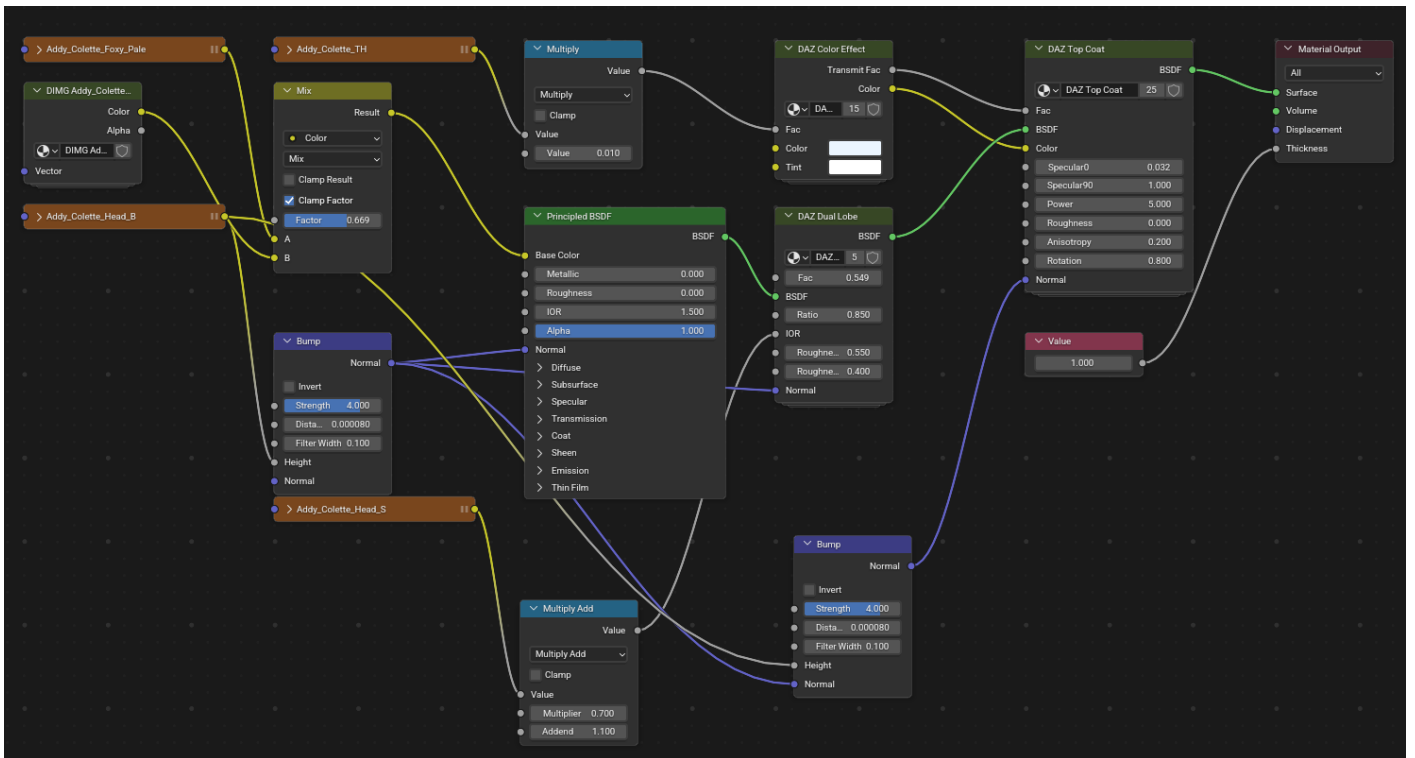 Addy_Colette_Foxy_Pale
DIMG Addy_Colette...
Color
Alpha
DIMG Ad...
Vector
Addy_Colette_Head_B
Addy_Colette_TH
Mix
Result
Color
Mix
Clamp Result
Clamp Factor
Factor 0.669
A
B
Bump
Normal
Invert
Strength 4.000
Dista... 0.000080
Filter Width 0.100
Height
Normal
Addy_Colette_Head_S
Multiply
Value
Multiply
Clamp
Value
Value 0.010
Principled BSDF
BSDF
Base Color
Metallic 0.000
Roughness 0.000
IOR 1.500
Alpha 1.000
Normal
Diffuse
Subsurface
Specular
Transmission
Coat
Sheen
Emission
Thin Film
Multiply Add
Value
Multiply Add
Clamp
Value
Multiplier 0.700
Addend 1.100
DAZ Color Effect
Transmit Fac
Color
DA... 15
Fac
Color
Tint
DAZ Dual Lobe
BSDF
DAZ... 5
Fac 0.549
BSDF
Ratio 0.850
IOR
Roughne... 0.550
Roughne... 0.400
Normal
Bump
Normal
Invert
Strength 4.000
Dista... 0.000080
Filter Width 0.100
Height
Normal
DAZ Top Coat
BSDF
DAZ Top Coat 25
Fac
BSDF
Color
Specular0 0.032
Specular90 1.000
Power 5.000
Roughness 0.000
Anisotropy 0.200
Rotation 0.800
Normal
Value
1.000
Material Output
All
Surface
Volume
Displacement
Thickness